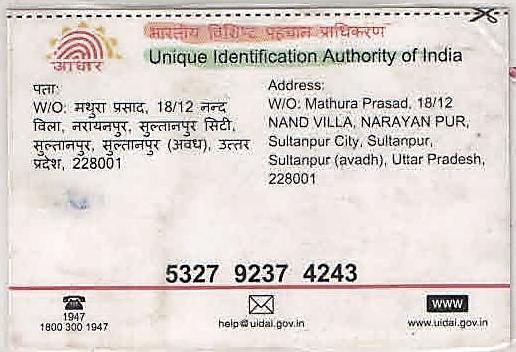 भारतीय विशिष्ट पहचान प्राधिकरण
Unique Identification Authority of India
आधार
पता:
W/O: मथुरा प्रसाद, 18/12 नन्द
विला, नरायनपुर, सुल्तानपुर सिटी,
सुल्तानपुर, सुल्तानपुर (अवध), उत्तर
प्रदेश, 228001
Address:
W/O: Mathura Prasad, 18/12
NAND VILLA, NARAYAN PUR,
Sultanpur City, Sultanpur,
Sultanpur (avadh), Uttar Pradesh,
228001
5327 9237 4243
1947
1800 300 1947
help@uidai.gov.in
www
www.uidai.gov.in